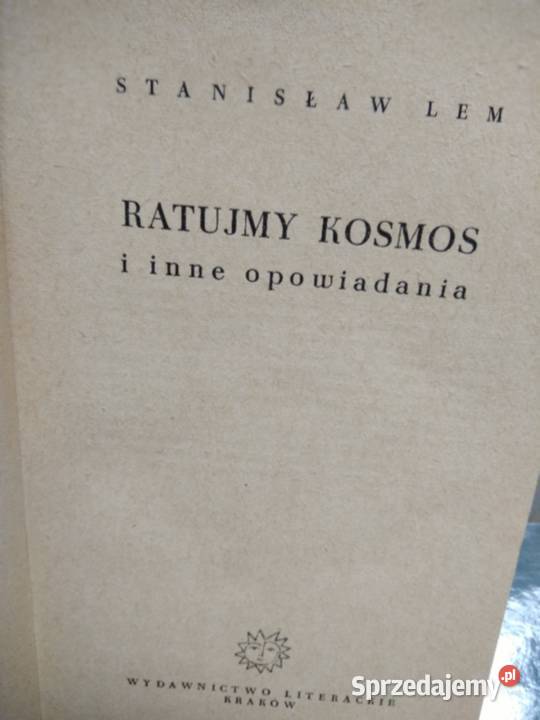 STANISŁAW LEM
RATUJMY KOSMOS
i inne opowiadania
WYDAWNICTWO LITERACKIE
KRAKÓW
Sprzedajemy.pl